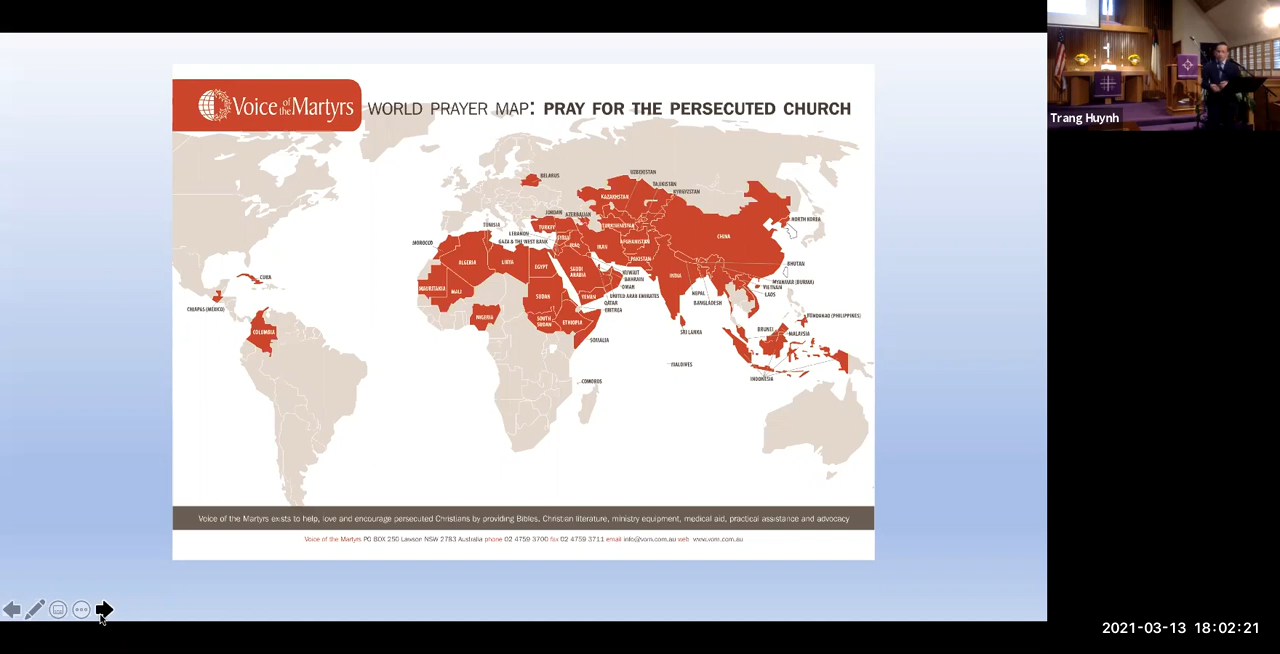 Voice of the Martyrs
WORLD PRAYER MAP: PRAY FOR THE PERSECUTED CHURCH
Trang Huynh
BELARUS
UZBEKISTAN
TAJIKISTAN
KYRGYZSTAN
KAZAKHSTAN
JORDAN
AZERBAIJAN
TUNISIA
TURKEY
TURKMENISTAN
NORTH KOREA
LEBANON
GAZA & THE WEST BANK
SYRIA
IRAQ
IRAN
AFGHANISTAN
CHINA
MOROCCO
ALGERIA
LIBYA
EGYPT
SAUDI
ARABIA
PAKISTAN
KUWAIT
BAHRAIN
OMAN
INDIA
BHUTAN
MYANMAR (BURMA)
VIETNAM
LAOS
CUBA
CHIAPAS (MEXICO)
MAURITANIA
MALI
SUDAN
YEMEN
UNITED ARAB EMIRATES
QATAR
ERITREA
NEPAL
BANGLADESH
NIGERIA
SOUTH
SUDAN
ETHIOPIA
SOMALIA
COLOMBIA
SRI LANKA
BRUNEI
MALAYSIA
(PHILIPPINES)
MALDIVES
INDONESIA
COMOROS
Voice of the Martyrs exists to help, love and encourage persecuted Christians by providing Bibles, Christian literature, ministry equipment, medical aid, practical assistance and advocacy
Voice of the Martyrs PO BOX 250 Lawson NSW 2783 Australia phone 02 4759 3700 fax 02 4759 3711 email info@vom.com.au web www.vom.com.au
2021-03-13 18:02:21